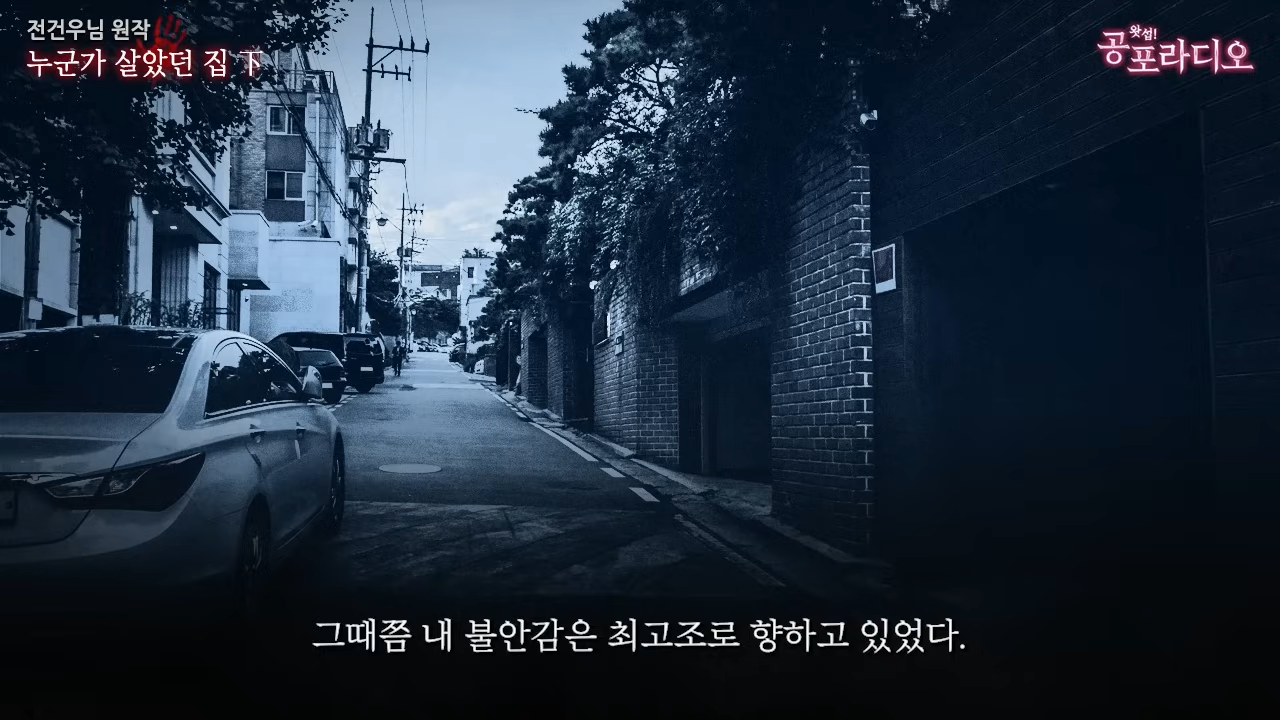 전건우님 원작
누군가 살았던 집 下
왓섭!
공포라디오
그때쯤 내 불안감은 최고조로 향하고 있었다.